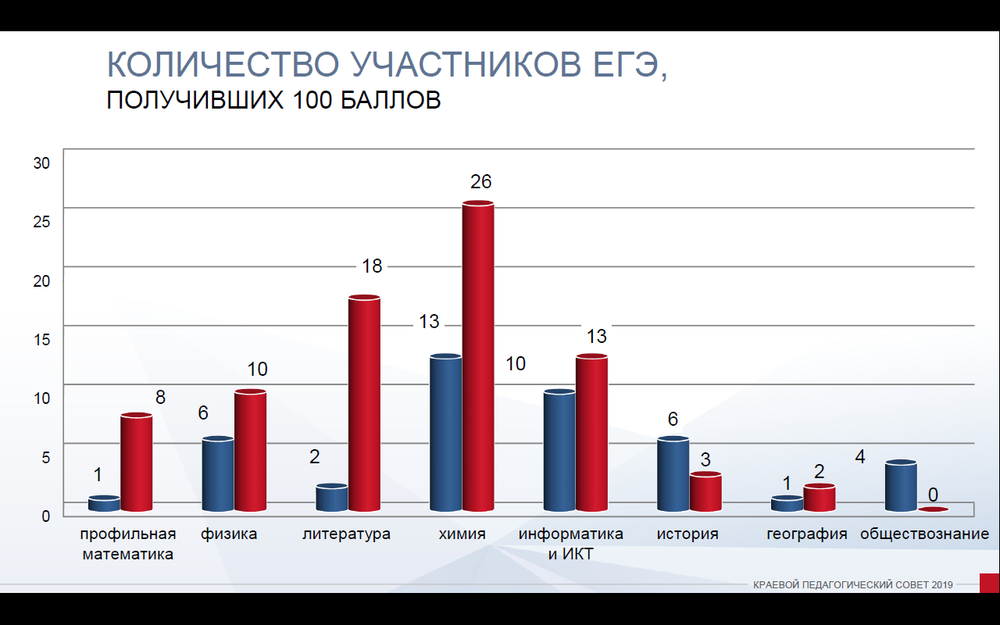 КОЛИЧЕСТВО УЧАСТНИКОВ ЕГЭ,
ПОЛУЧИВШИХ 100 БАЛЛОВ
30
25
20
15
10
5
0
1
8
6
10
2
18
13
26
10
13
6
3
1
2
4
0
профильная
математика
физика
литература
химия
информатика
и ИКТ
история
география
обществознание
КРАЕВОЙ ПЕДАГОГИЧЕСКИЙ СОВЕТ 2019